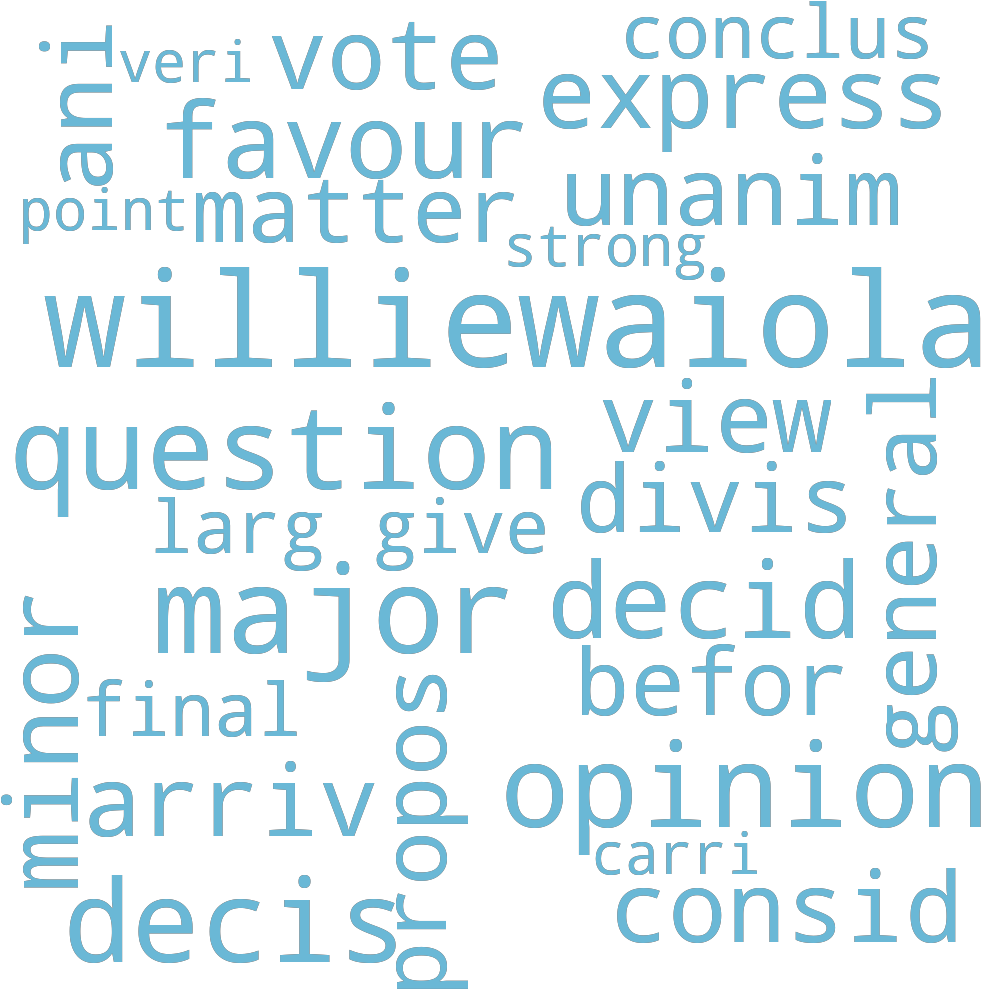 conclus
ani
veri
vote
express
favour
unanim
point
matter
strong
williewaiola
view
general
question
divis
larg
give
major
decid
minor
befor
final
propos
opinion
arriv
carri
decis
consid